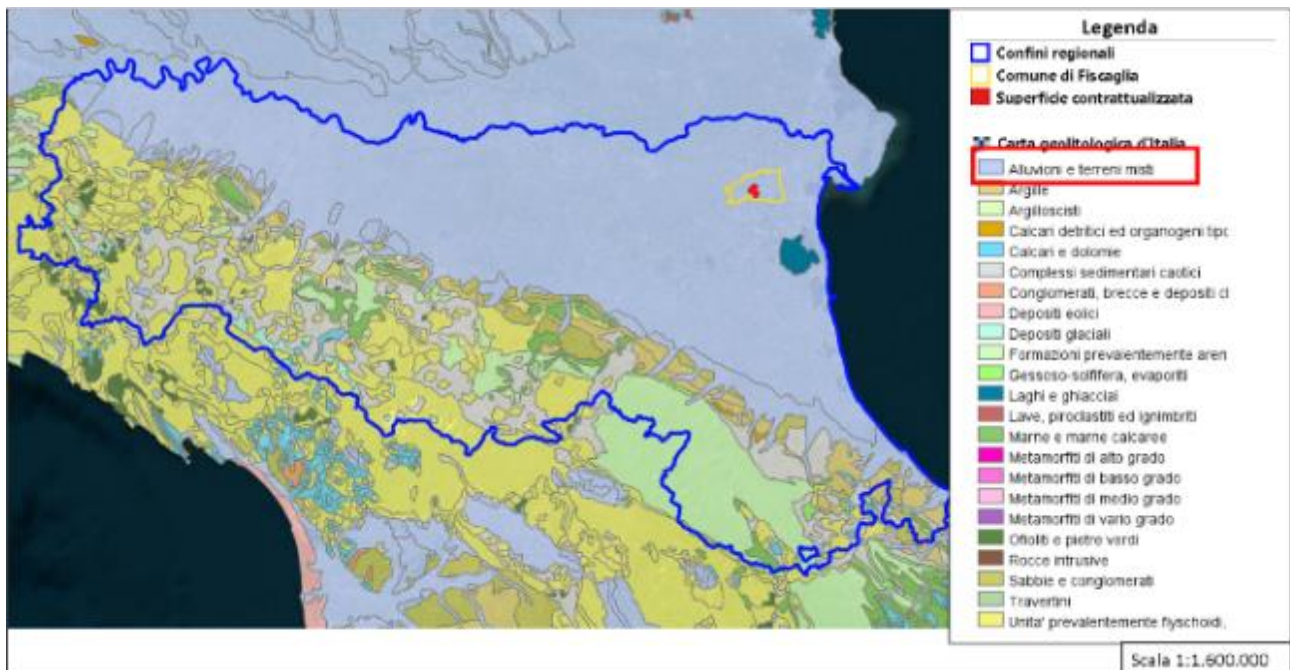 Legenda
Confini regionali
Comune di Fiscaglia
Superficie contrattualizzata
Carta geolitologica d'Italia
Alluvioni e terreni misti
Argille
Argilloscisti
Calcari detritici ed organogeni tipo
Calcari e dolomie
Complessi sedimentari caotici
Conglomerati, brecce e depositi cl
Depositi eolici
Depositi glaciali
Formazioni prevalentemente aren
Gessoso-solfifera, evaporiti
Laghi e ghiacciai
Lave, piroclastiti ed ignimbriti
Marne e marne calcaree
Metamorfiti di alto grado
Metamorfiti di basso grado
Metamorfiti di medio grado
Metamorfiti di vario grado
Ofioliti e pietre verdi
Rocce intrusive
Sabbie e conglomerati
Travertini
Unita' prevalentemente flyschoidi,
Scala 1:1.600.000